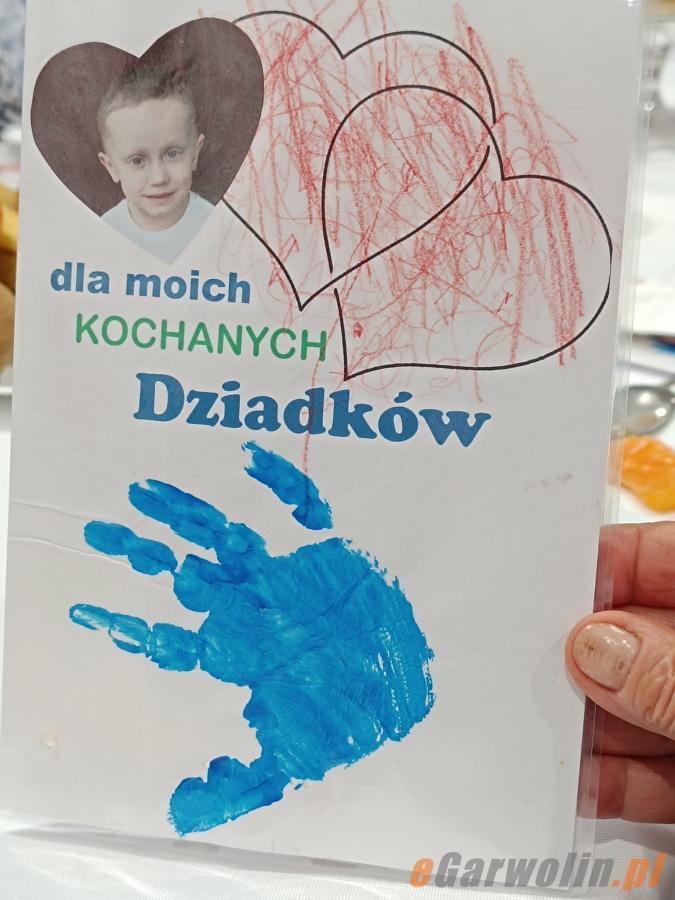 dla moich
KOCHANYCH
Dziadków
eGarwolin.pl